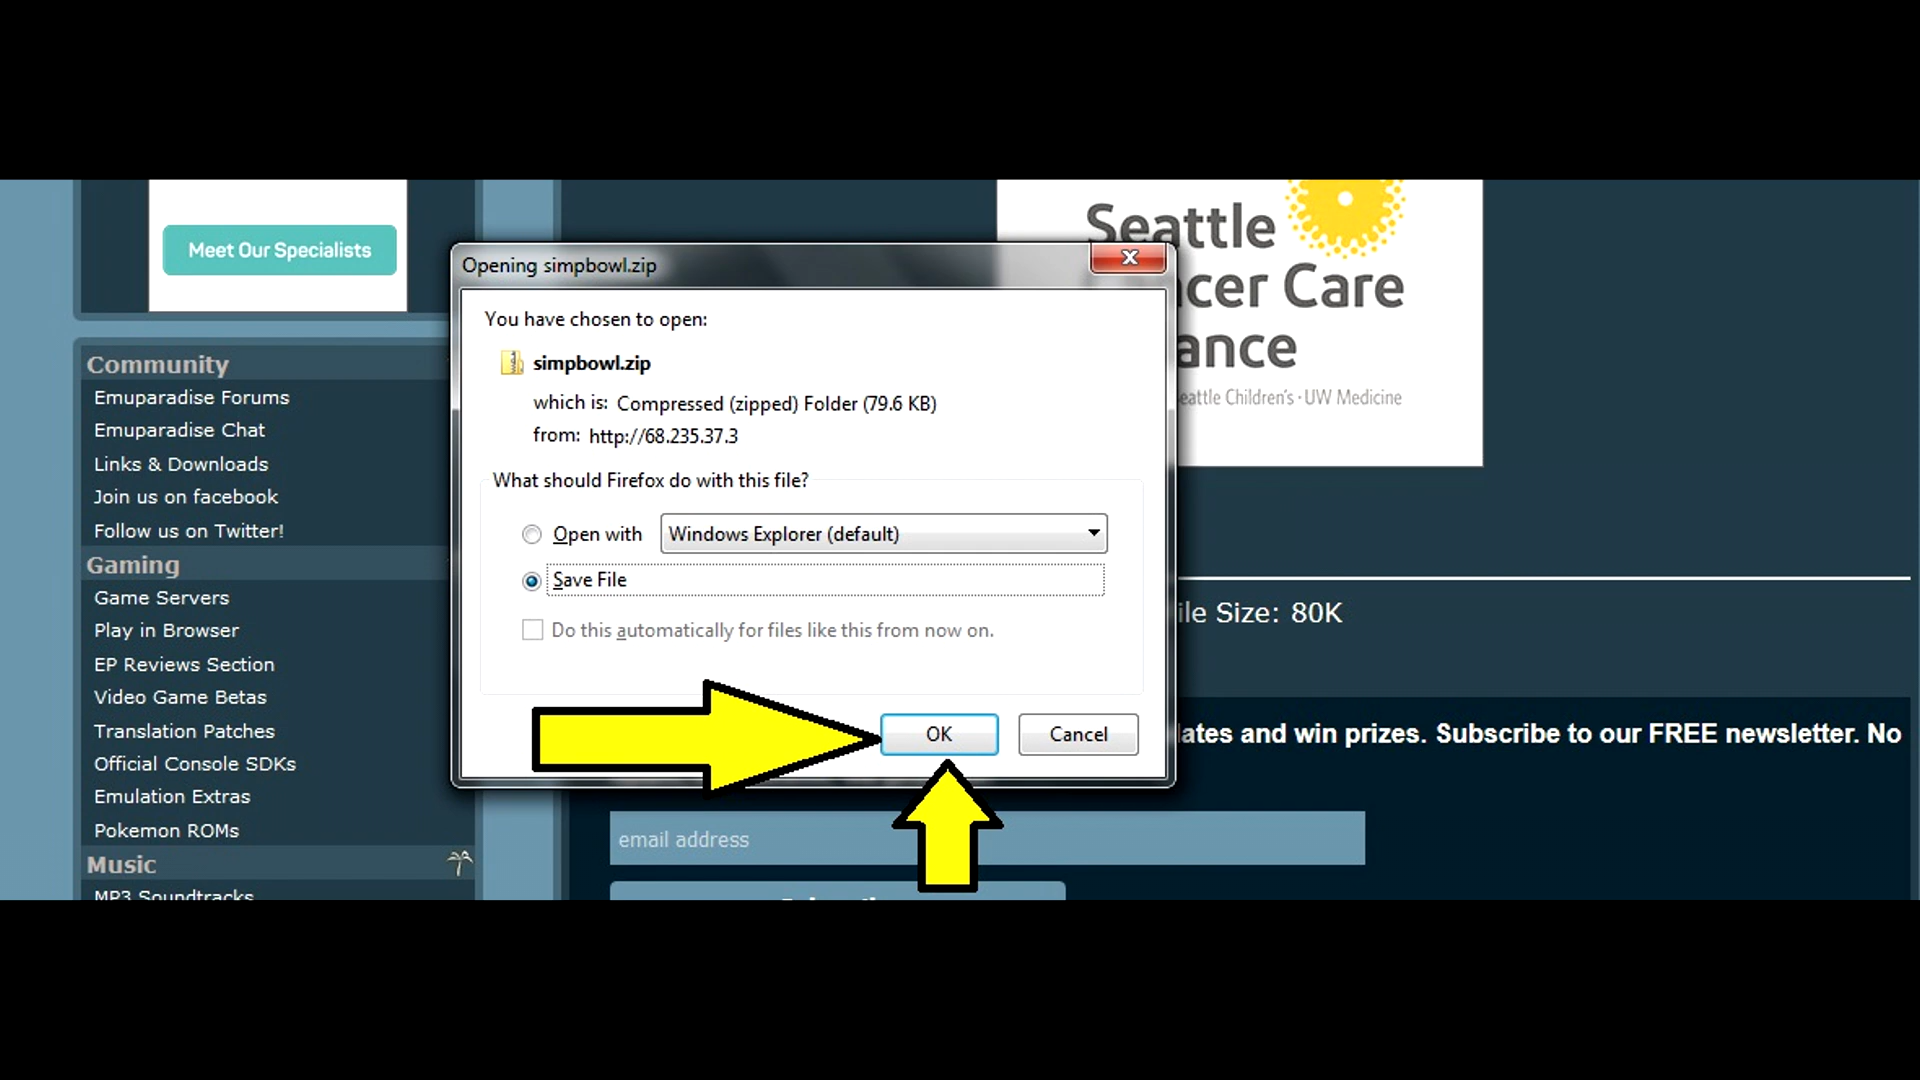 Meet Our Specialists
Community
Emuparadise Forums
Emuparadise Chat
Links & Downloads
Join us on facebook
Follow us on Twitter!
Gaming
Game Servers
Play in Browser
EP Reviews Section
Video Game Betas
Translation Patches
Official Console SDKs
Emulation Extras
Pokemon ROMs
Music
MP3 Soundtracks
Opening simpbowl.zip
You have chosen to open:
simpbowl.zip
which is: Compressed (zipped) Folder (79.6 KB)
from: http://68.235.37.3
What should Firefox do with this file?
Open with Windows Explorer (default)
Save File
Do this automatically for files like this from now on.
OK Cancel
Seattle
ncer Care
ance
eattle Children's · UW Medicine
ile Size: 80K
dates and win prizes. Subscribe to our FREE newsletter. No
email address